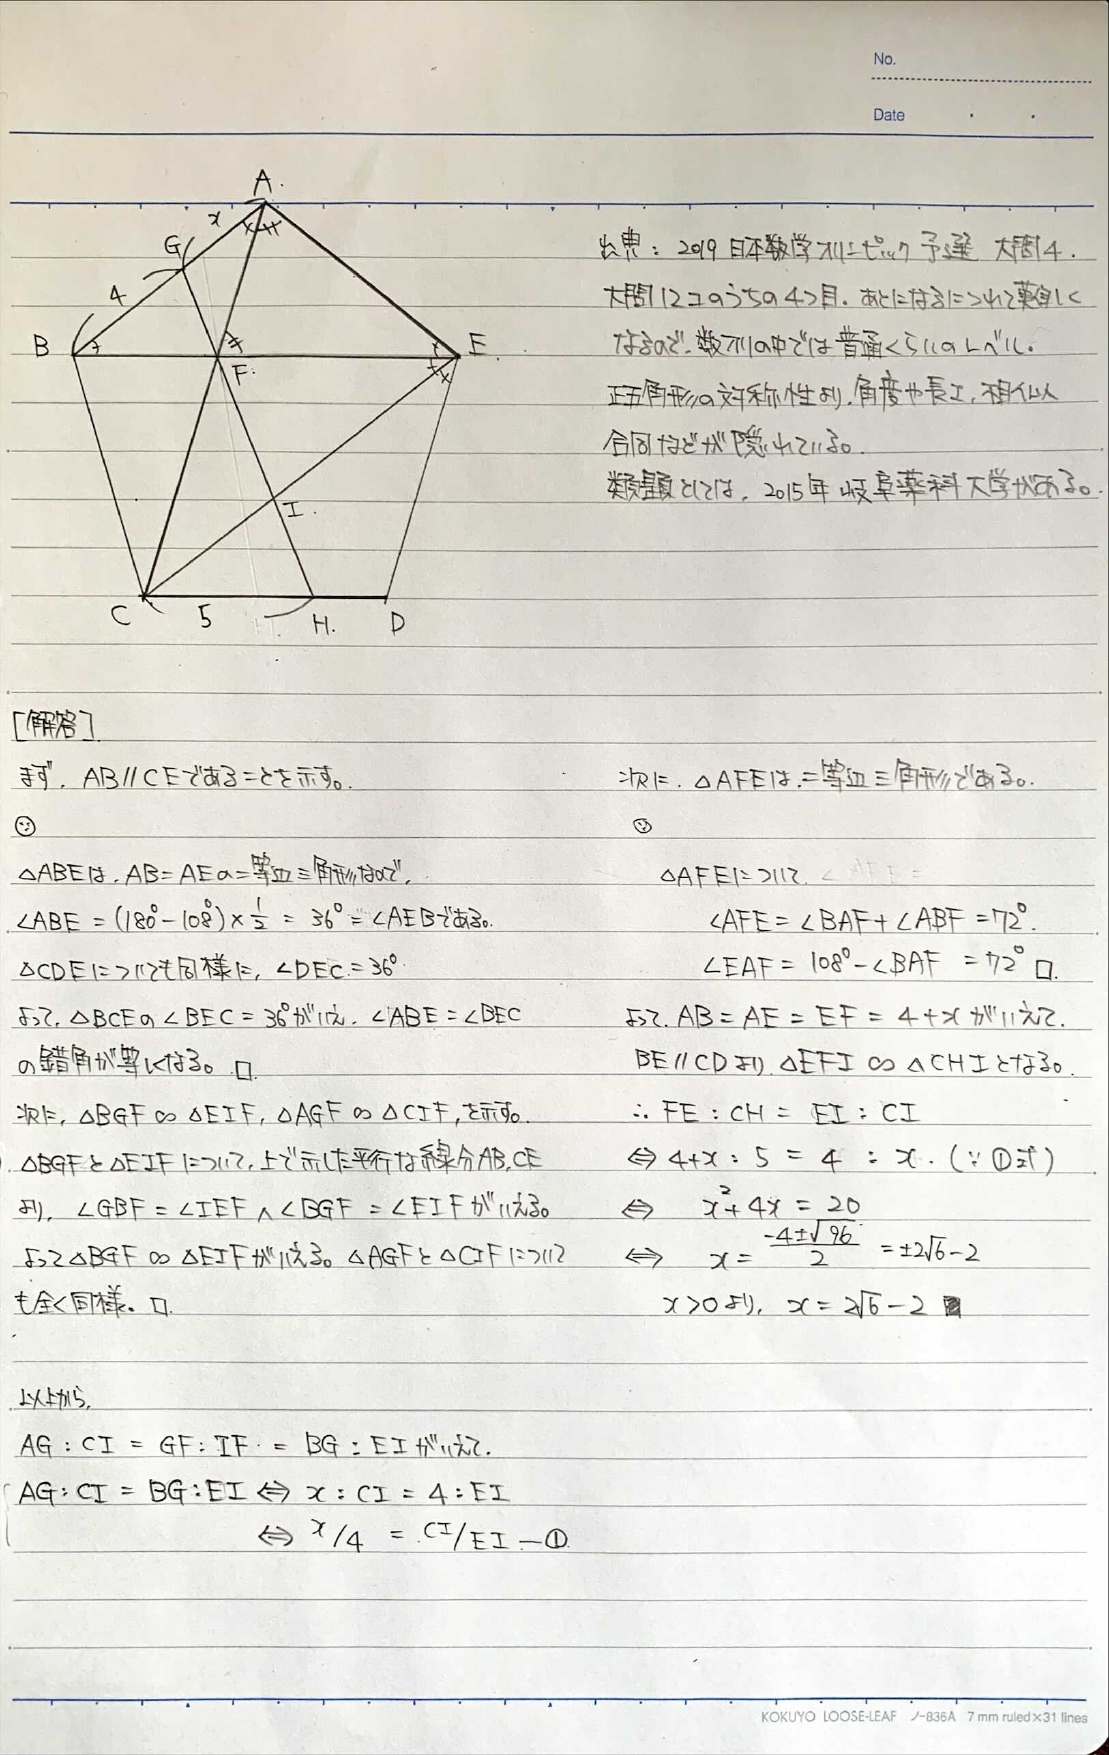 No.
Date
A.
x
G
4
B
E.
F.
I.
C
5
H.
D
出典：2019 日本数学オリンピック 予選 大問4.
大問12コのうちの4つ目. あとになるにつれて難しく
なるので、数オリの中では普通くらいのレベル.
正五角形の対称性より, 角度や長さ, 相似や
合同などが隠れている。
類題としては, 2015年 岐阜薬科大学がある。
[解答]
まず, AB//CEであることを示す。
△ABEは, AB=AEの二等辺三角形なので,
∠ABE = (180°-108°)×1/2 = 36° = ∠AEBである。
△CDEについても同様に, ∠DEC = 36°
よって, △BCEの∠BEC = 36°がいえ, ∠ABE = ∠BEC
の錯角が等しくなる。□
次に, △BGF ∽ △EIF, △AGF ∽ △CIF, を示す。
△BGFと△EIFについて, 上で示した平行な線分AB, CE
より, ∠GBF = ∠IEF ∧ ∠BGF = ∠EIFがいえる。
よって△BGF ∽ △EIFがいえる。△AGFと△CIFについて
も全く同様。□
以上から,
AG : CI = GF : IF = BG : EIがいえて.
AG : CI = BG : EI ⇔ x : CI = 4 : EI
⇔ x/4 = CI/EI ―①
次に, △AFEは, 二等辺三角形である。
△AFEについて
∠AFE = ∠BAF + ∠ABF = 72°
∠EAF = 108° - ∠BAF = 72° □.
よって, AB = AE = EF = 4+x がいえて.
BE//CDより △EFI ∽ △CHIとなる。
∴ FE : CH = EI : CI
⇔ 4+x : 5 = 4 : x. (∵ ①式)
⇔ x²+4x = 20
⇔ x = (-4±√96)/2 = ±2√6-2
x>0より, x = 2√6-2 ■
KOKUYO LOOSE-LEAF ノ-836A 7 mm ruled×31 lines